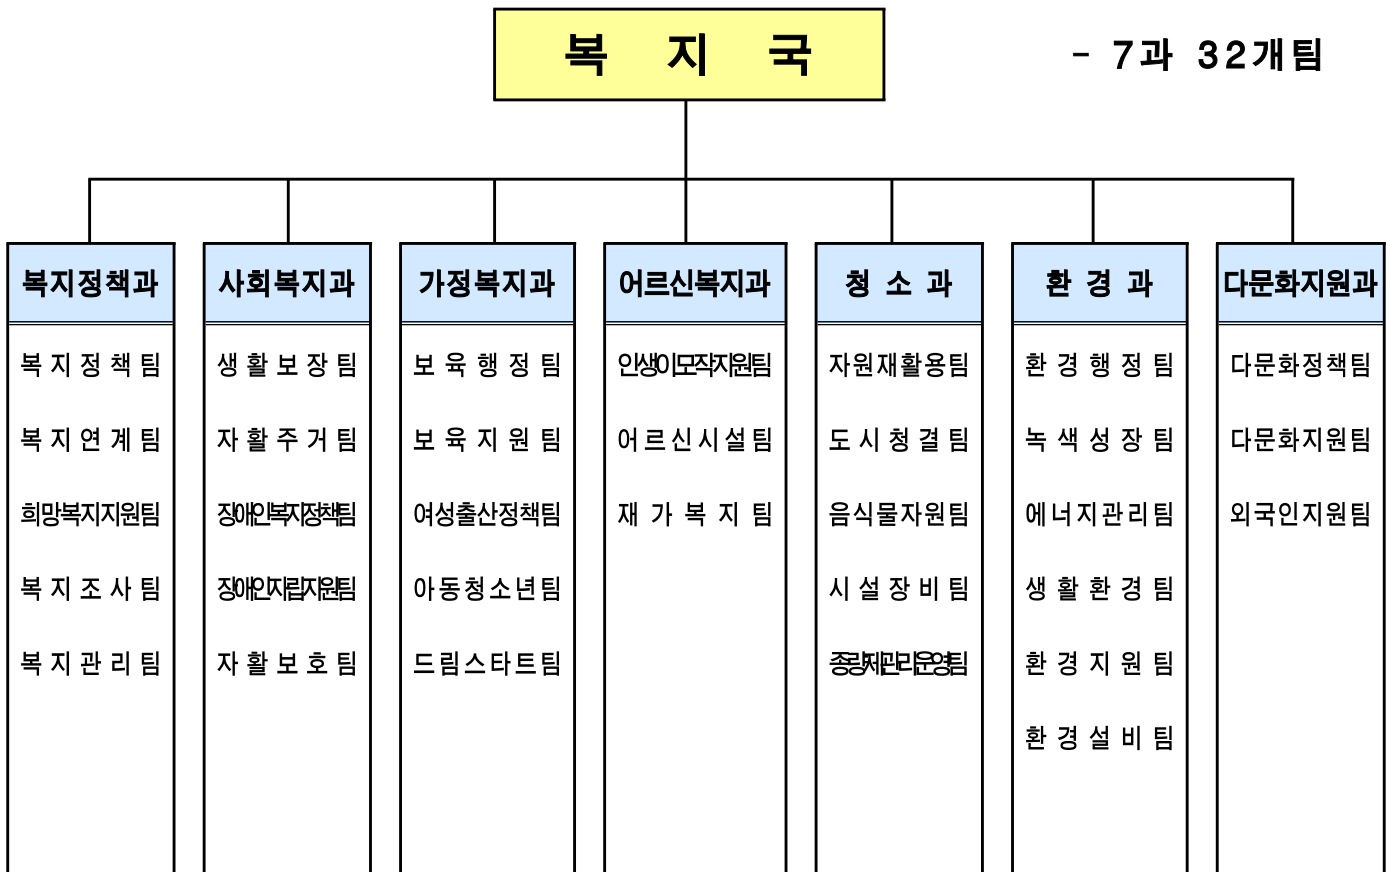 복 지 국
- 7과 32개팀
복지정책과
복지정책팀
복지연계팀
희망복지지원팀
복지조사팀
복지관리팀
사회복지과
생활보장팀
자활주거팀
장애인복지정책팀
장애인자립지원팀
자활보호팀
가정복지과
보육행정팀
보육지원팀
여성출산정책팀
아동청소년팀
드림스타트팀
어르신복지과
인생이모작지원팀
어르신시설팀
재가복지팀
청 소 과
자원재활용팀
도시청결팀
음식물자원팀
시설장비팀
종량제관리운영팀
환 경 과
환경행정팀
녹색성장팀
에너지관리팀
생활환경팀
환경지원팀
환경설비팀
다문화지원과
다문화정책팀
다문화지원팀
외국인지원팀